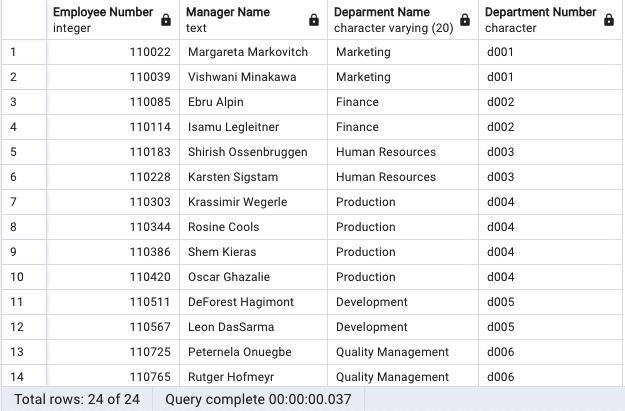 Employee Number Manager Name Deparment Name Department Number
integer text character varying (20) character
1 110022 Margareta Markovitch Marketing d001
2 110039 Vishwani Minakawa Marketing d001
3 110085 Ebru Alpin Finance d002
4 110114 Isamu Legleitner Finance d002
5 110183 Shirish Ossenbruggen Human Resources d003
6 110228 Karsten Sigstam Human Resources d003
7 110303 Krassimir Wegerle Production d004
8 110344 Rosine Cools Production d004
9 110386 Shem Kieras Production d004
10 110420 Oscar Ghazalie Production d004
11 110511 DeForest Hagimont Development d005
12 110567 Leon DasSarma Development d005
13 110725 Peternela Onuegbe Quality Management d006
14 110765 Rutger Hofmeyr Quality Management d006
Total rows: 24 of 24 Query complete 00:00:00.037